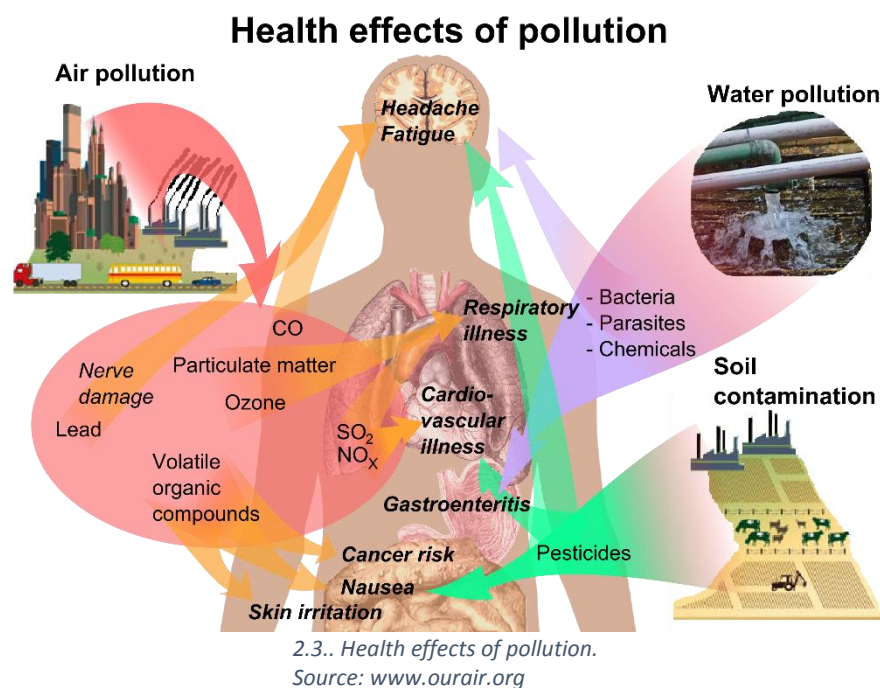 Health effects of pollution
Air pollution
Water pollution
Headache
Fatigue
CO
Particulate matter
Nerve
damage
Lead
Ozone
SO₂
NOₓ
Volatile
organic
compounds
Respiratory
illness
Cardio-
vascular
illness
- Bacteria
- Parasites
- Chemicals
Soil
contamination
Gastroenteritis
Pesticides
Cancer risk
Nausea
Skin irritation
2.3.. Health effects of pollution.
Source: www.ourair.org